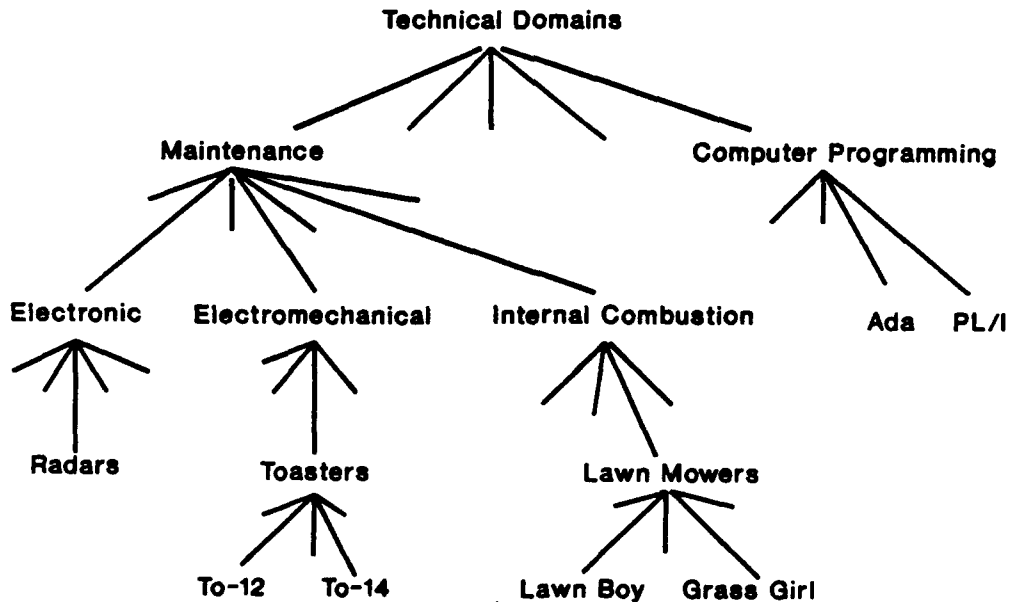 Technical Domains
Maintenance
Computer Programming
Electronic
Electromechanical
Internal Combustion
Ada
PL/I
Radars
Toasters
Lawn Mowers
To-12
To-14
Lawn Boy
Grass Girl